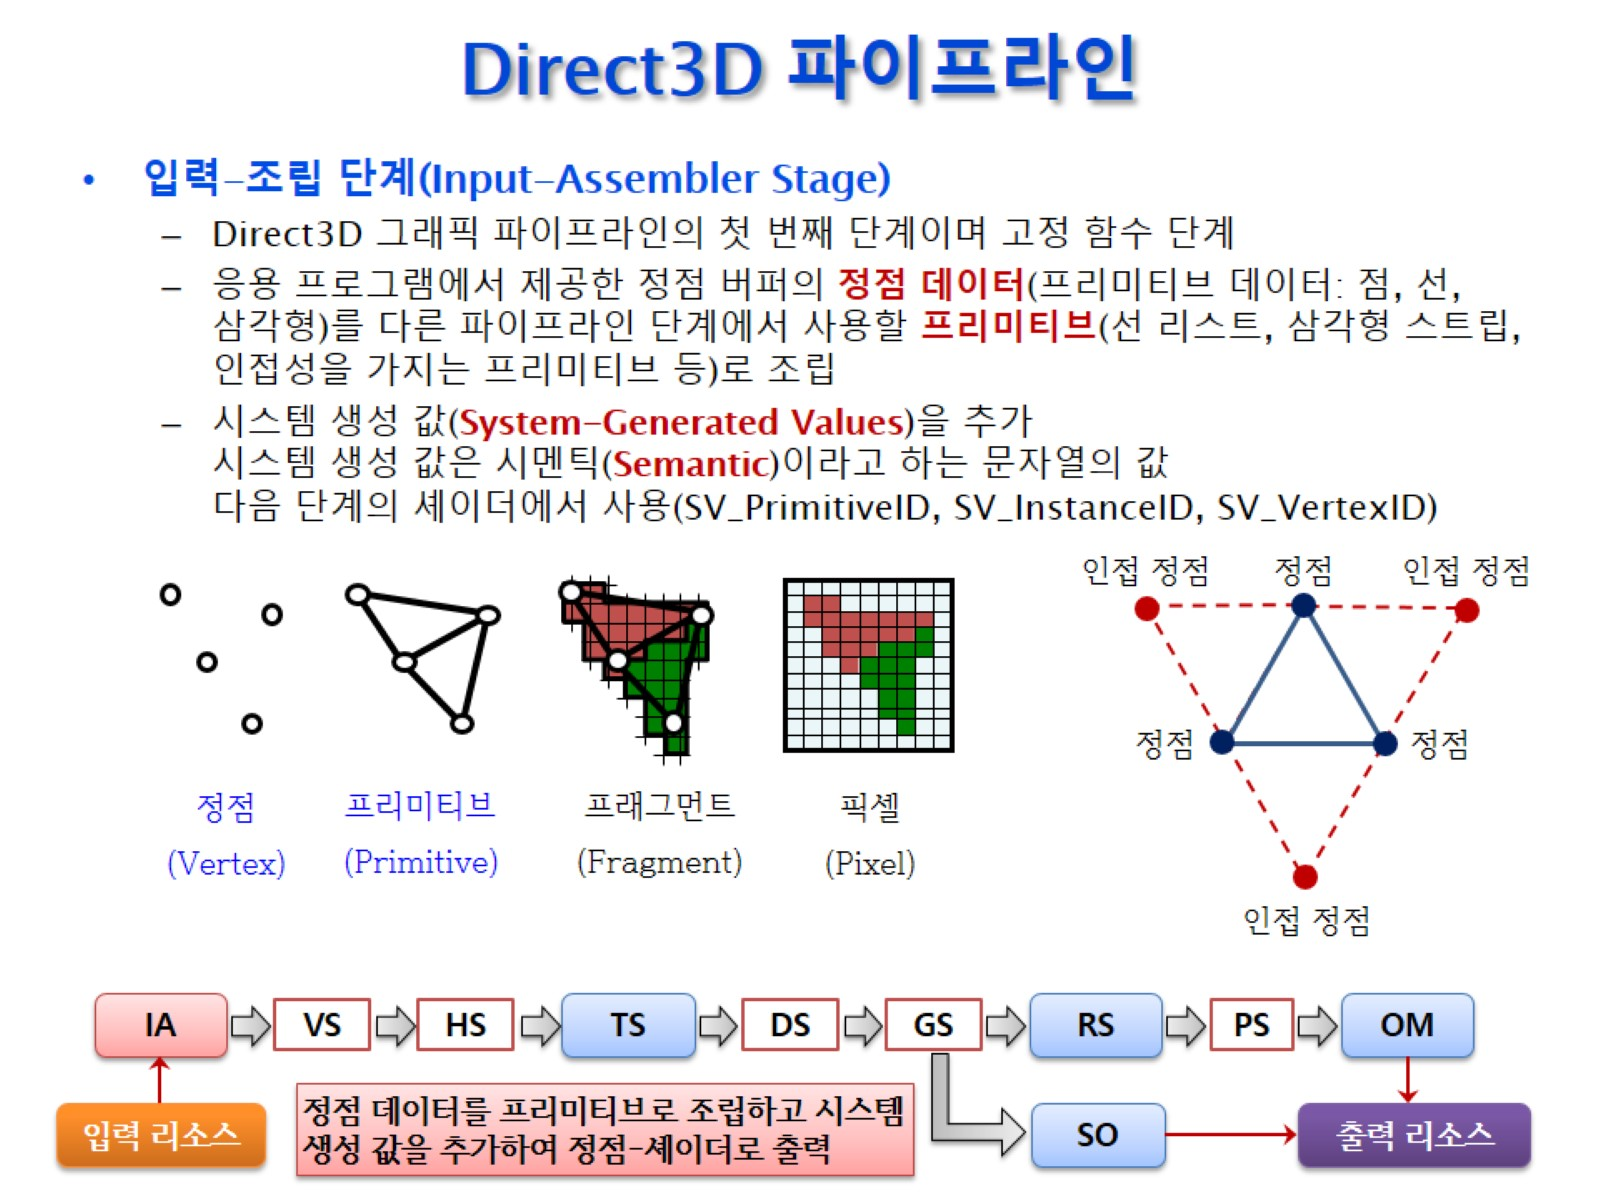 Direct3D 파이프라인
• 입력-조립 단계(Input-Assembler Stage)
– Direct3D 그래픽 파이프라인의 첫 번째 단계이며 고정 함수 단계
– 응용 프로그램에서 제공한 정점 버퍼의 정점 데이터(프리미티브 데이터: 점, 선,
삼각형)를 다른 파이프라인 단계에서 사용할 프리미티브(선 리스트, 삼각형 스트립,
인접성을 가지는 프리미티브 등)로 조립
– 시스템 생성 값(System-Generated Values)을 추가
시스템 생성 값은 시멘틱(Semantic)이라고 하는 문자열의 값
다음 단계의 셰이더에서 사용(SV_PrimitiveID, SV_InstanceID, SV_VertexID)
인접 정점 정점 인접 정점
정점 정점
정점 프리미티브 프래그먼트 픽셀
(Vertex) (Primitive) (Fragment) (Pixel)
인접 정점
IA VS HS TS DS GS RS PS OM
정점 데이터를 프리미티브로 조립하고 시스템
입력 리소스 SO 출력 리소스
생성 값을 추가하여 정점-셰이더로 출력